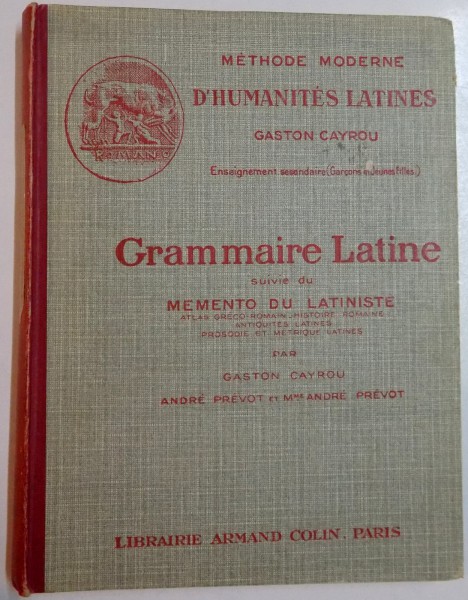 ROMANO
MÉTHODE MODERNE
D'HUMANITÉS LATINES
GASTON CAYROU
Enseignement secondaire (Garçons et Jeunes filles.)
Grammaire Latine
suivie du
MEMENTO DU LATINISTE
ATLAS GRÉCO-ROMAIN, HISTOIRE ROMAINE
ANTIQUITÉS LATINES
PROSODIE ET MÉTRIQUE LATINES
PAR
GASTON CAYROU
ANDRÉ PRÉVOT ET Mme ANDRÉ PRÉVOT
LIBRAIRIE ARMAND COLIN. PARIS